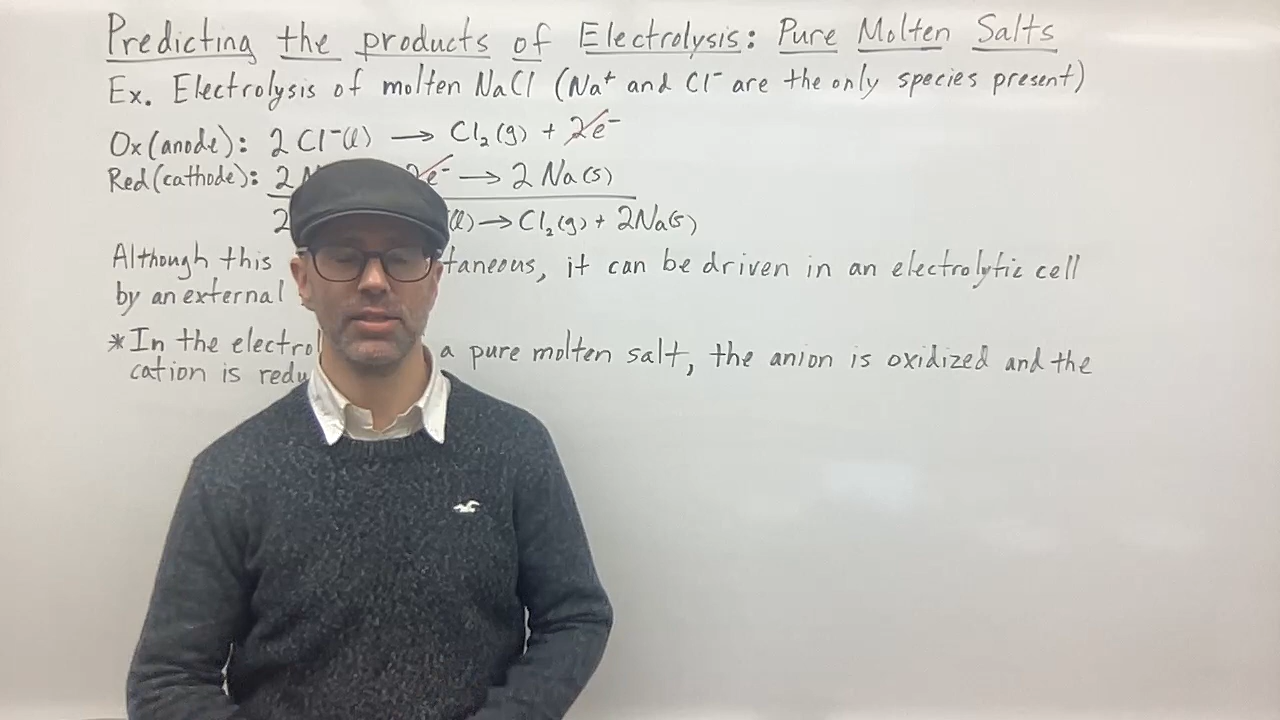 Predicting the products of Electrolysis: Pure Molten Salts
Ex. Electrolysis of molten NaCl (Na⁺ and Cl⁻ are the only species present)
Ox(anode): 2 Cl⁻(l) → Cl₂(g) + 2e⁻
Red(cathode): 2 e⁻ → 2 Na(s)
2 (l) → Cl₂(g) + 2Na(s)
Although this it can be driven in an electrolytic cell
by an external
*In the a pure molten salt, the anion is oxidized and the
cation is